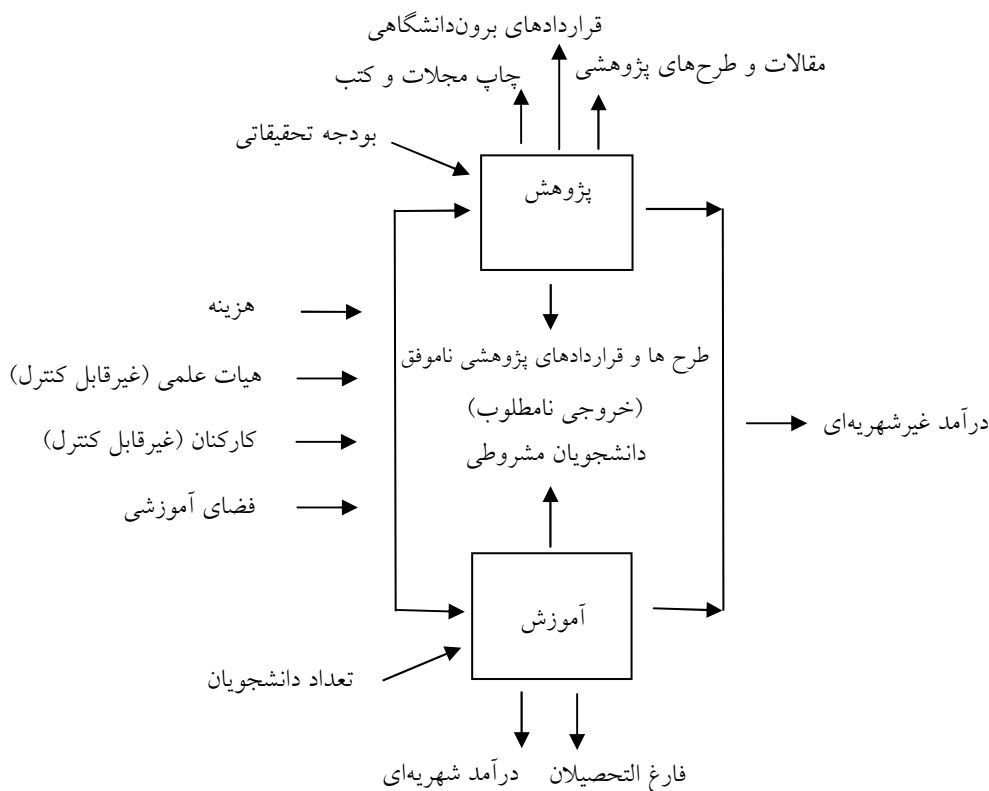 قراردادهای برون‌دانشگاهی
مقالات و طرح‌های پژوهشی
چاپ مجلات و کتب
بودجه تحقیقاتی
پژوهش
هزینه
طرح ها و قراردادهای پژوهشی ناموفق
هیات علمی (غیرقابل کنترل)
(خروجی نامطلوب)
درآمد غیرشهریه‌ای
کارکنان (غیرقابل کنترل)
دانشجویان مشروطی
فضای آموزشی
آموزش
تعداد دانشجویان
فارغ التحصیلان
درآمد شهریه‌ای